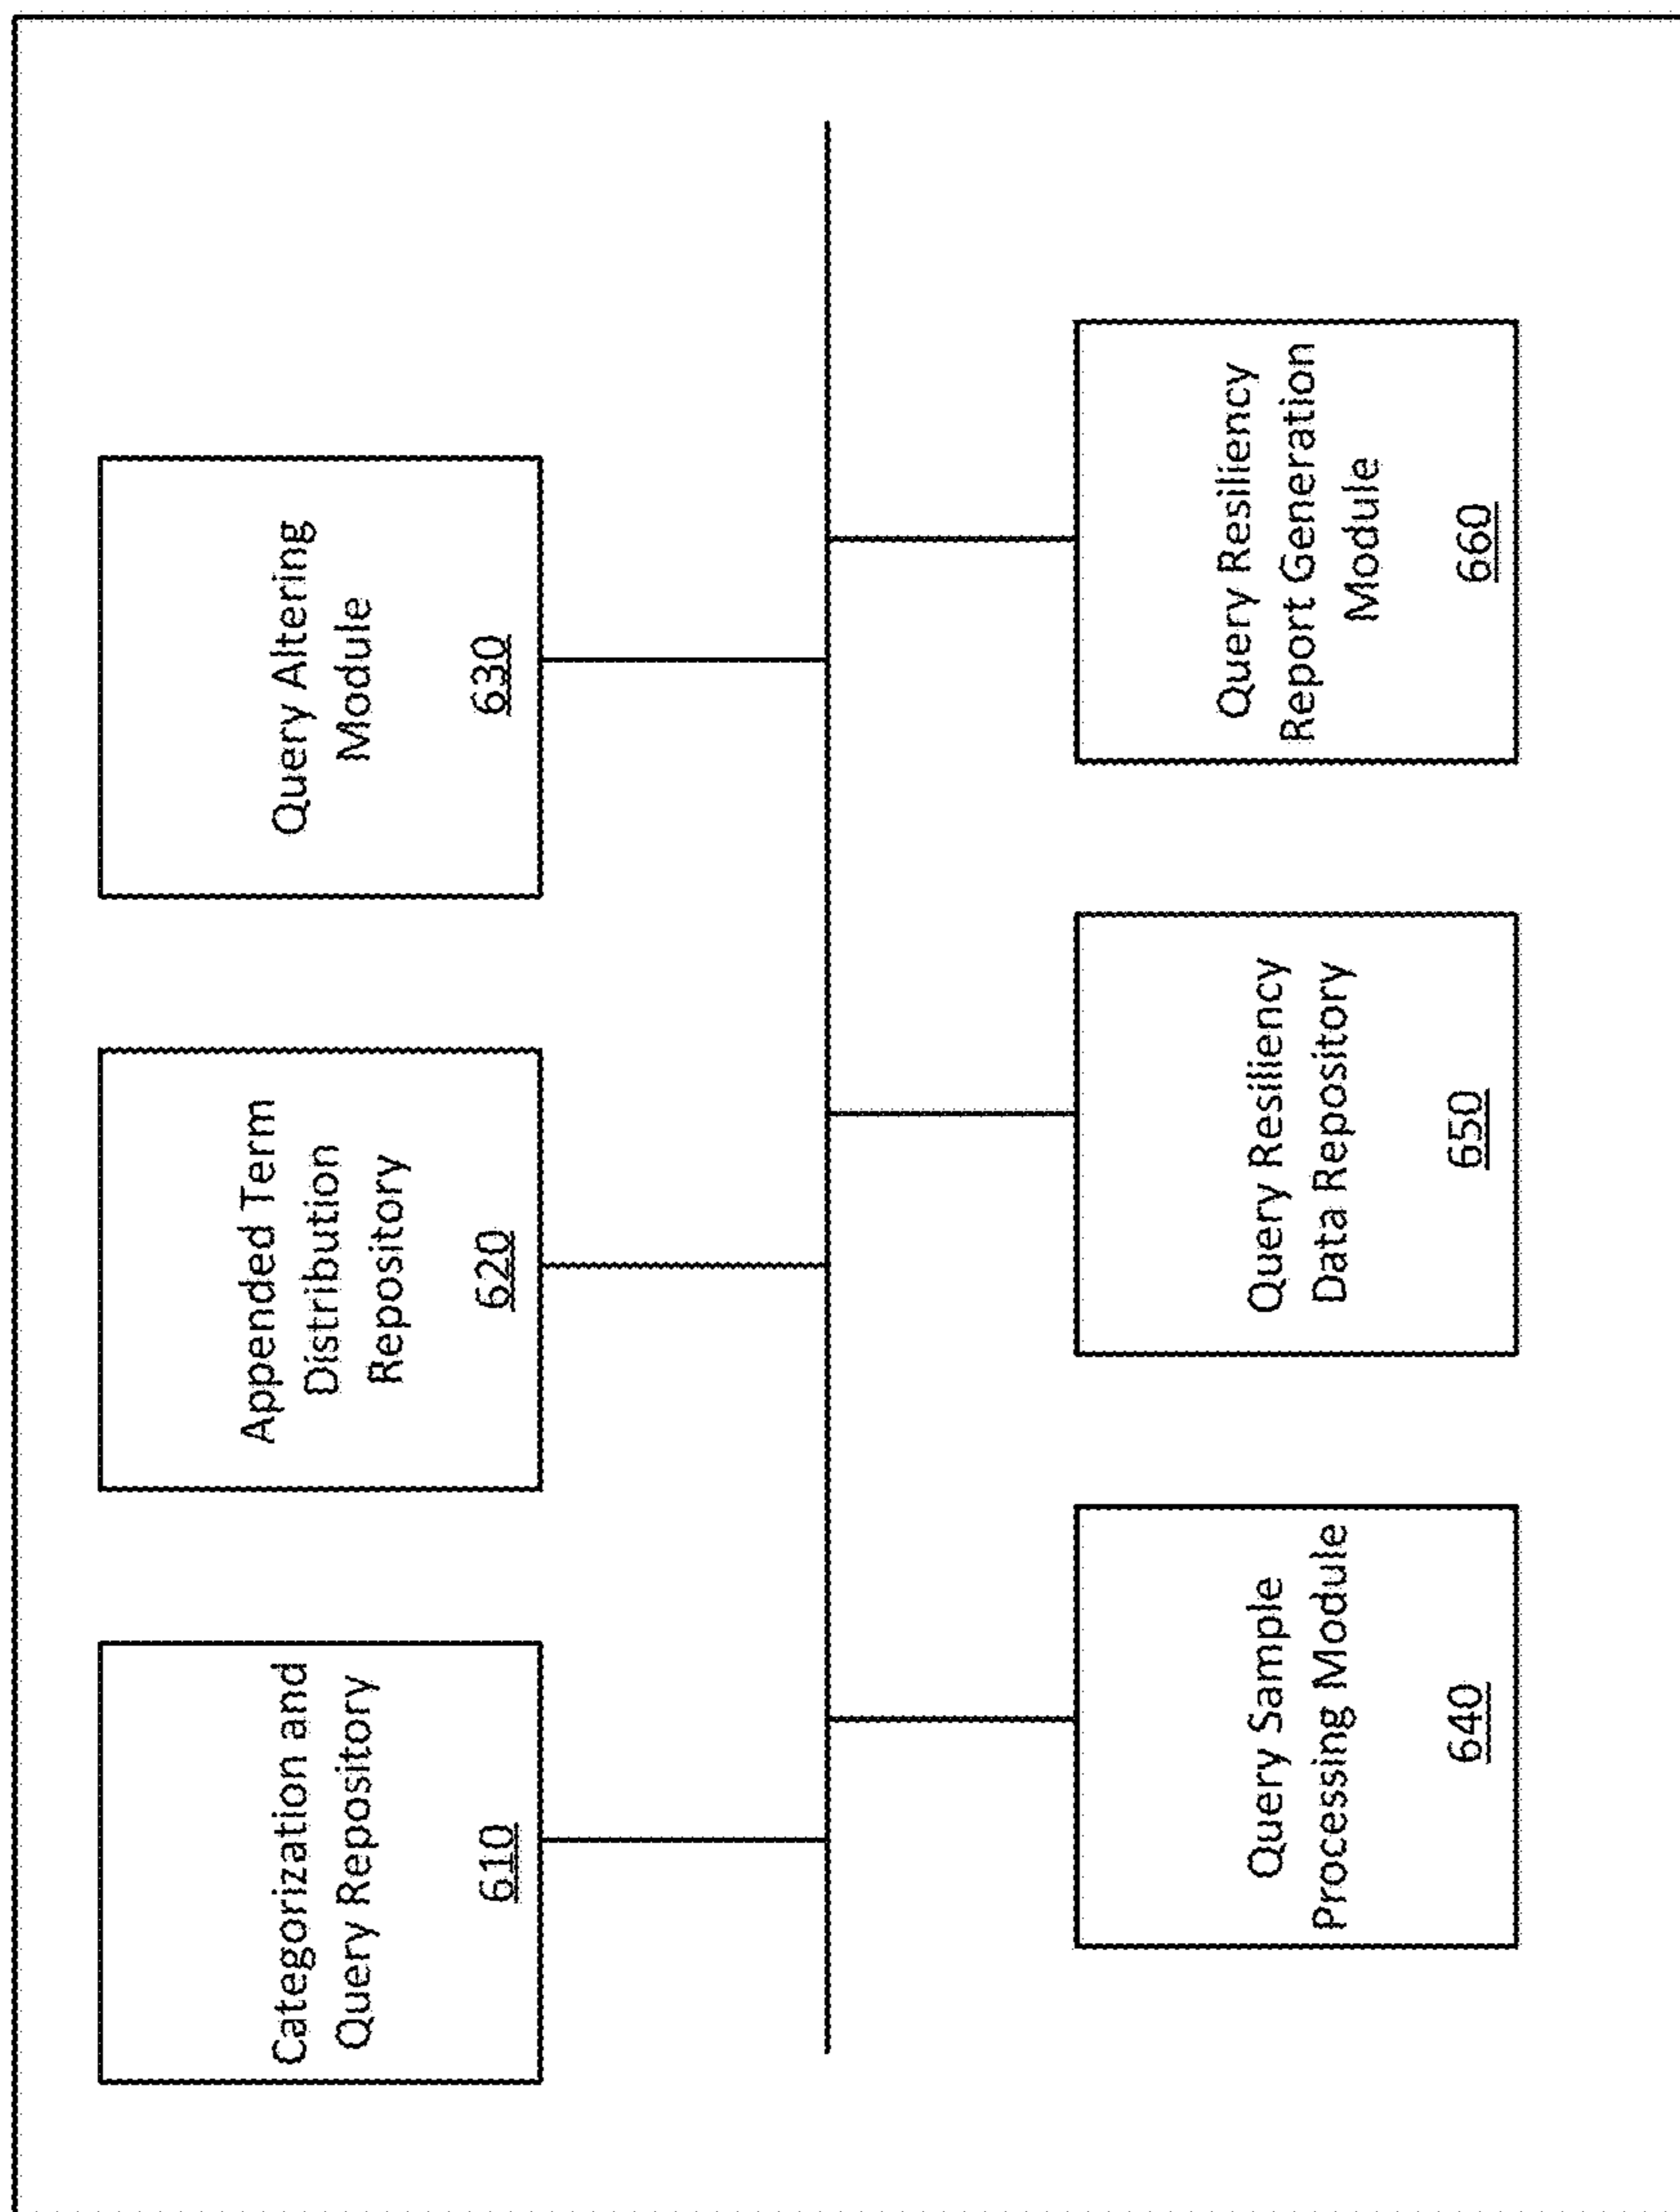 Categorization and
Query Repository
610
Appended Term
Distribution
Repository
620
Query Altering
Module
630
Query Sample
Processing Module
640
Query Resiliency
Data Repository
650
Query Resiliency
Report Generation
Module
660